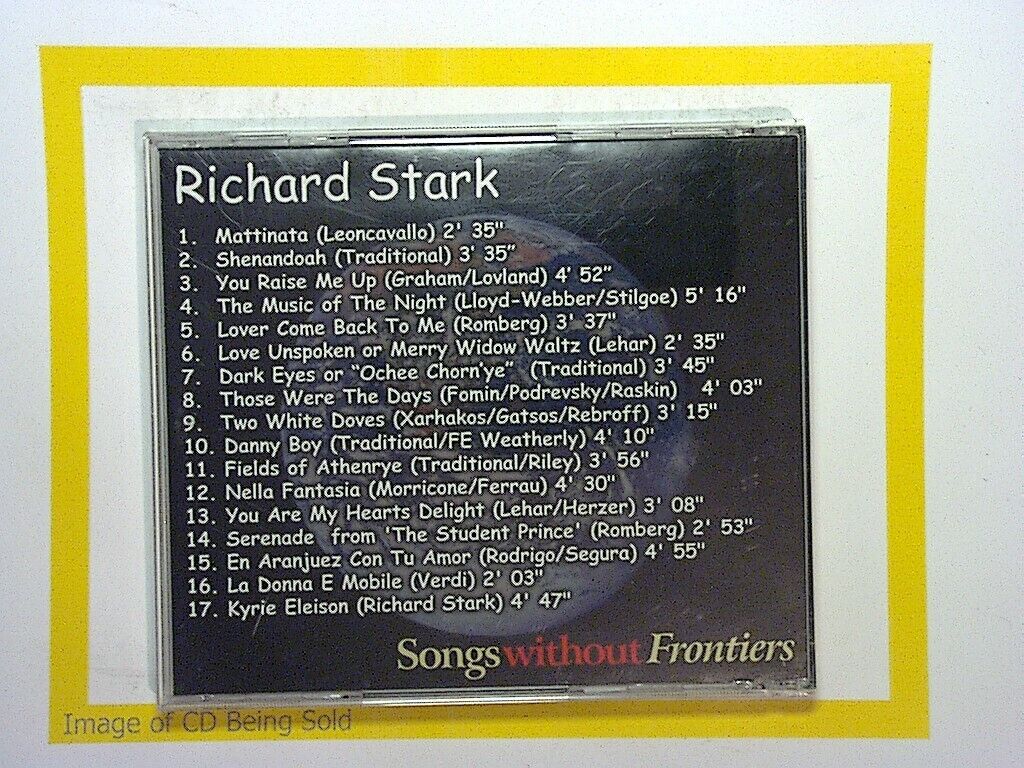 Richard Stark
1. Mattinata (Leoncavallo) 2' 35"
2. Shenandoah (Traditional) 3' 35"
3. You Raise Me Up (Graham/Lovland) 4' 52"
4. The Music of The Night (Lloyd-Webber/Stilgoe) 5' 16"
5. Lover Come Back To Me (Romberg) 3' 37"
6. Love Unspoken or Merry Widow Waltz (Lehar) 2' 35"
7. Dark Eyes or "Ochee Chorn'ye" (Traditional) 3' 45"
8. Those Were The Days (Fomin/Podrevsky/Raskin) 4' 03"
9. Two White Doves (Xarhakos/Gatsos/Rebroff) 3' 15"
10. Danny Boy (Traditional/FE Weatherly) 4' 10"
11. Fields of Athenrye (Traditional/Riley) 3' 56"
12. Nella Fantasia (Morricone/Ferrau) 4' 30"
13. You Are My Hearts Delight (Lehar/Herzer) 3' 08"
14. Serenade from 'The Student Prince' (Romberg) 2' 53"
15. En Aranjuez Con Tu Amor (Rodrigo/Segura) 4' 55"
16. La Donna E Mobile (Verdi) 2' 03"
17. Kyrie Eleison (Richard Stark) 4' 47"
Songs without Frontiers
Image of CD Being Sold